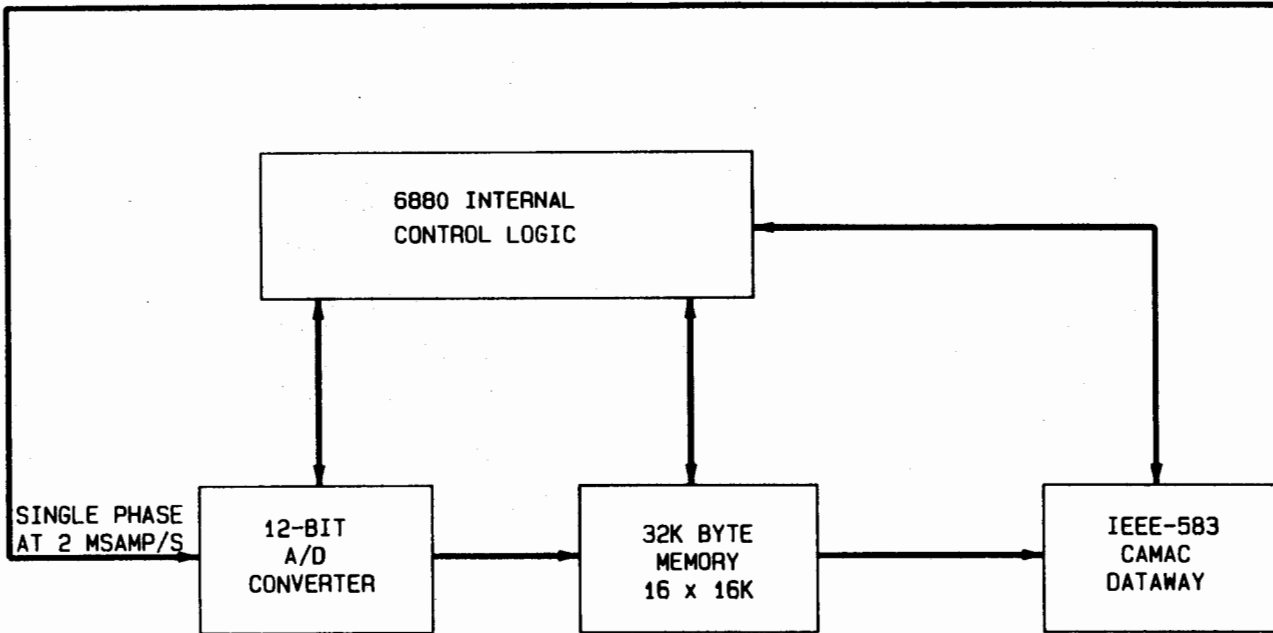 6880 INTERNAL
CONTROL LOGIC
SINGLE PHASE
AT 2 MSAMP/S
12-BIT
A/D
CONVERTER
32K BYTE
MEMORY
16 x 16K
IEEE-583
CAMAC
DATAWAY